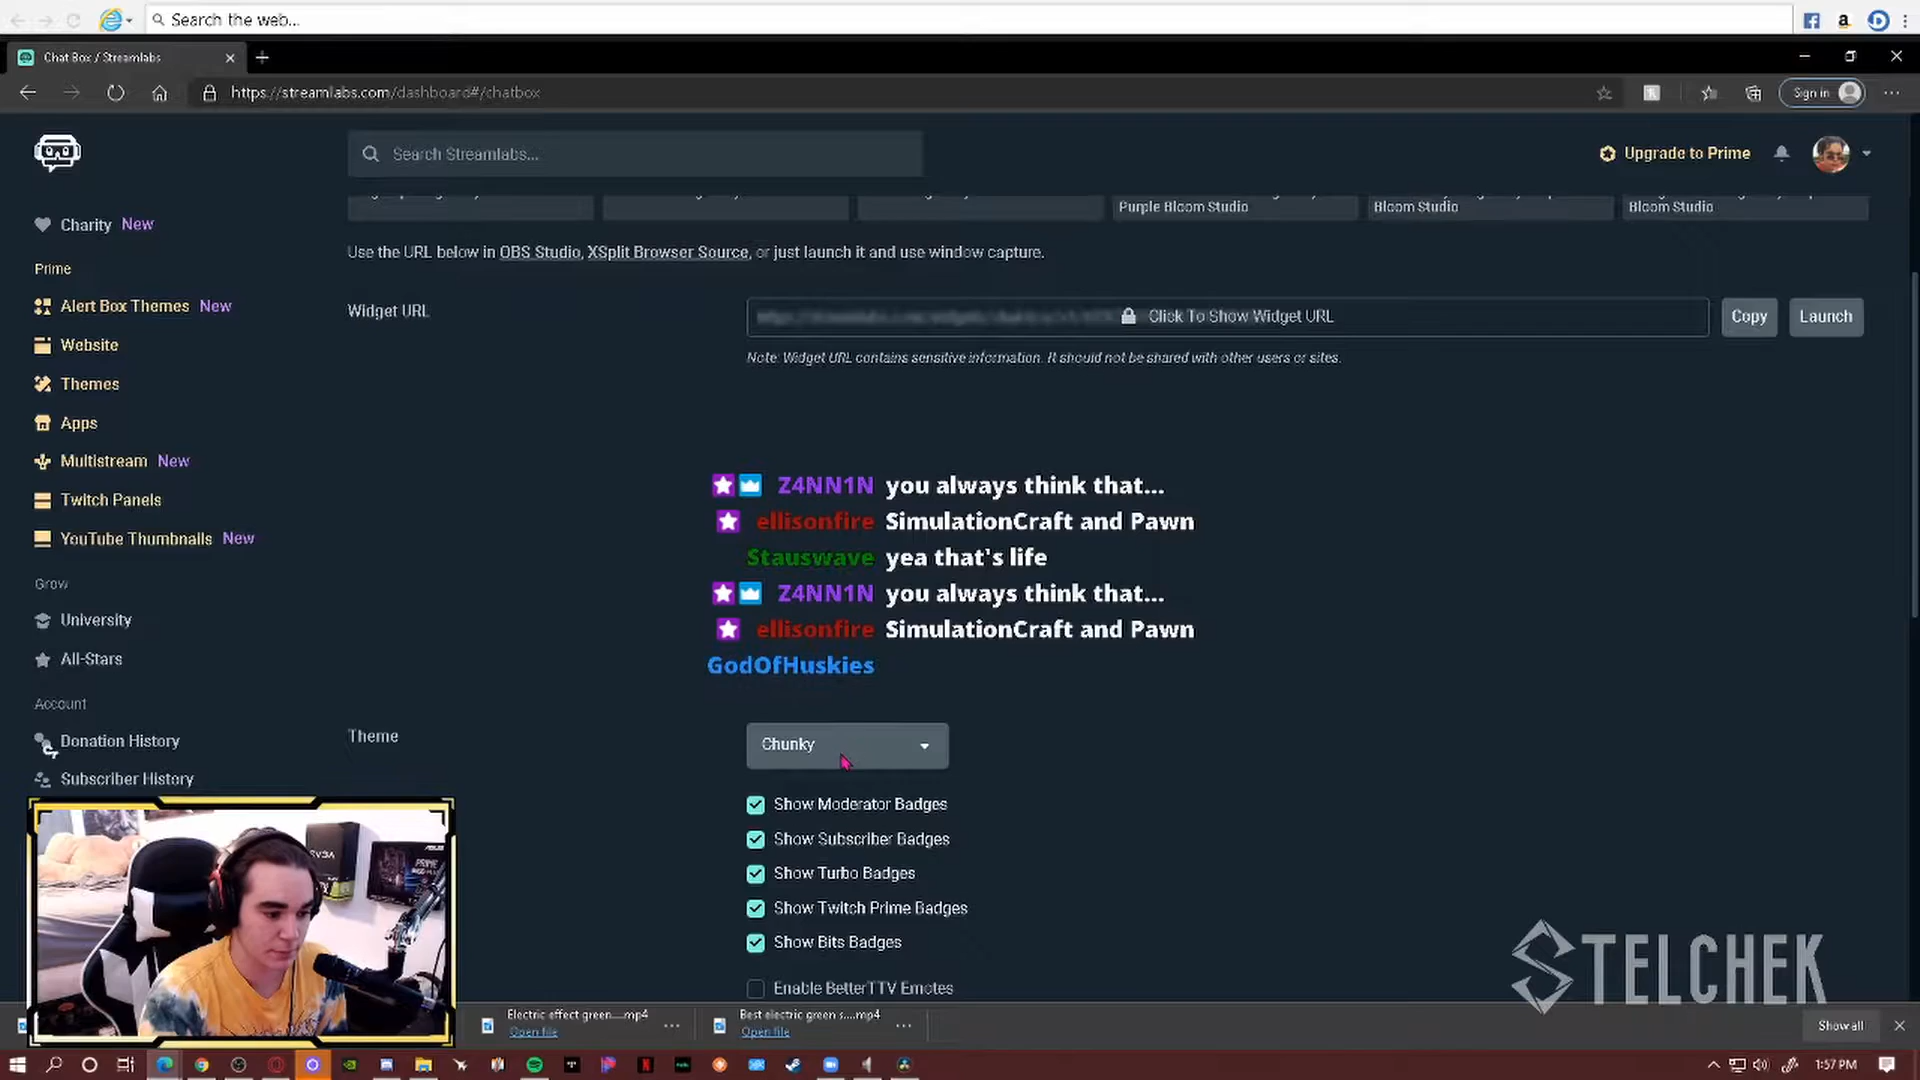 Search the web...
Chat Box / Streamlabs
https://streamlabs.com/dashboard#/chatbox
Sign in
Search Streamlabs...
Upgrade to Prime
Charity New
Purple Bloom Studio
Bloom Studio
Bloom Studio
Prime
Use the URL below in OBS Studio, XSplit Browser Source, or just launch it and use window capture.
Alert Box Themes New
Widget URL
Click To Show Widget URL
Copy
Launch
Website
Note: Widget URL contains sensitive information. It should not be shared with other users or sites.
Themes
Apps
Multistream New
Twitch Panels
YouTube Thumbnails New
Grow
University
All-Stars
Account
Donation History
Subscriber History
Z4NN1N you always think that...
ellisonfire SimulationCraft and Pawn
Stauswave yea that's life
Z4NN1N you always think that...
ellisonfire SimulationCraft and Pawn
GodOfHuskies
Theme
Chunky
Show Moderator Badges
Show Subscriber Badges
Show Turbo Badges
Show Twitch Prime Badges
Show Bits Badges
Enable BetterTTV Emotes
EVGA
PRIME
STELCHEK
Electric effect green....mp4
Open file
Best electric green s....mp4
Open file
Show all
1:57 PM